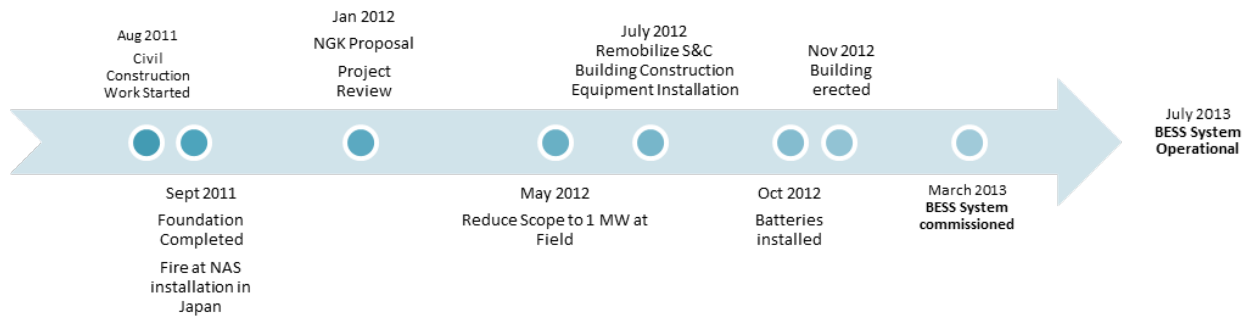 Aug 2011
Civil
Construction
Work Started
Sept 2011
Foundation
Completed
Fire at NAS
installation in
Japan
Jan 2012
NGK Proposal
Project
Review
May 2012
Reduce Scope to 1 MW at
Field
July 2012
Remobilize S&C
Building Construction
Equipment Installation
Oct 2012
Batteries
installed
Nov 2012
Building
erected
March 2013
BESS System
commissioned
July 2013
BESS System
Operational